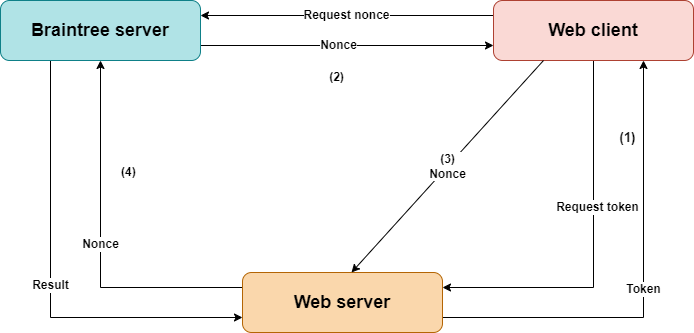 Request nonce
Braintree server
Web client
Nonce
(2)
(1)
(3)
Nonce
(4)
Request token
Nonce
Result
Token
Web server